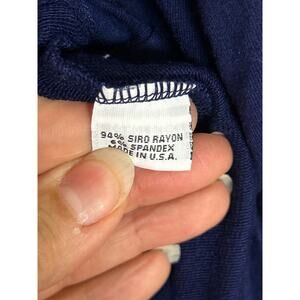 94% SIRO RAYON
6% SPANDEX
MADE IN U.S.A.